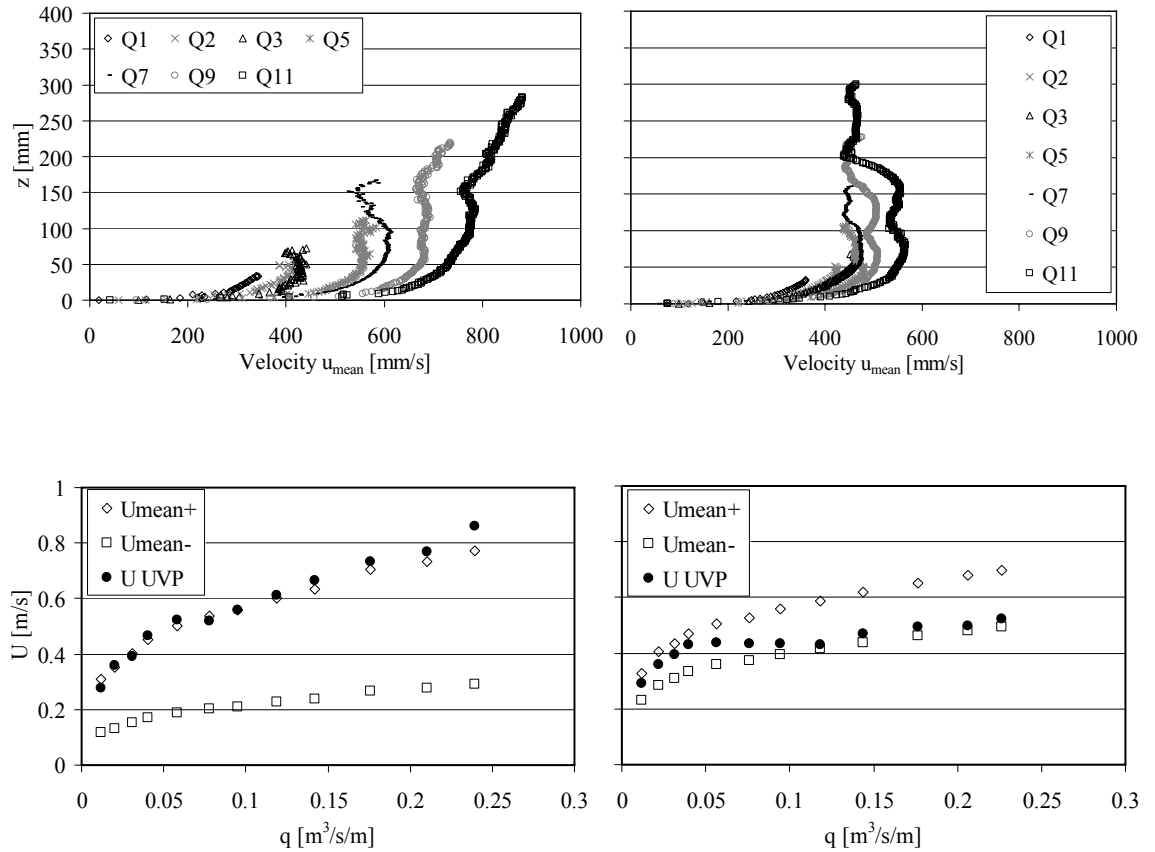 400
350
300
250
200
150
100
50
0
z [mm]
Q1 Q2 Q3 Q5
Q7 Q9 Q11
0 200 400 600 800 1000
Velocity u_mean [mm/s]
Q1
Q2
Q3
Q5
Q7
Q9
Q11
0 200 400 600 800 1000
Velocity u_mean [mm/s]
1
0.8
0.6
0.4
0.2
0
U [m/s]
Umean+
Umean-
U UVP
0 0.05 0.1 0.15 0.2 0.25 0.3
q [m³/s/m]
Umean+
Umean-
U UVP
0 0.05 0.1 0.15 0.2 0.25 0.3
q [m³/s/m]